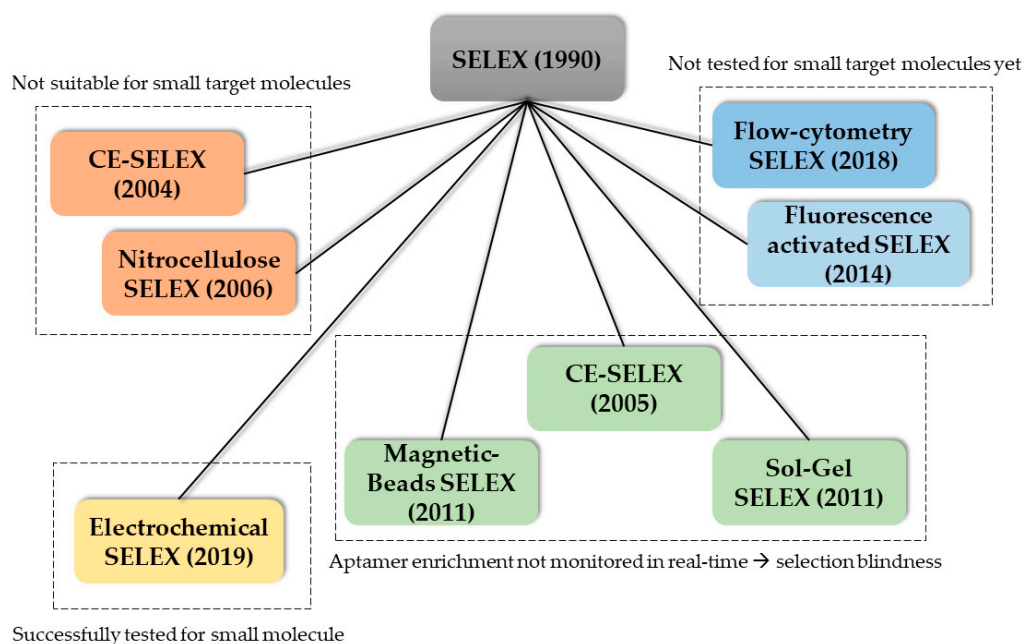 SELEX (1990)
Not suitable for small target molecules
Not tested for small target molecules yet
CE-SELEX
(2004)
Nitrocellulose
SELEX (2006)
Flow-cytometry
SELEX (2018)
Fluorescence
activated SELEX
(2014)
CE-SELEX
(2005)
Magnetic-
Beads SELEX
(2011)
Sol-Gel
SELEX (2011)
Aptamer enrichment not monitored in real-time → selection blindness
Electrochemical
SELEX (2019)
Successfully tested for small molecule